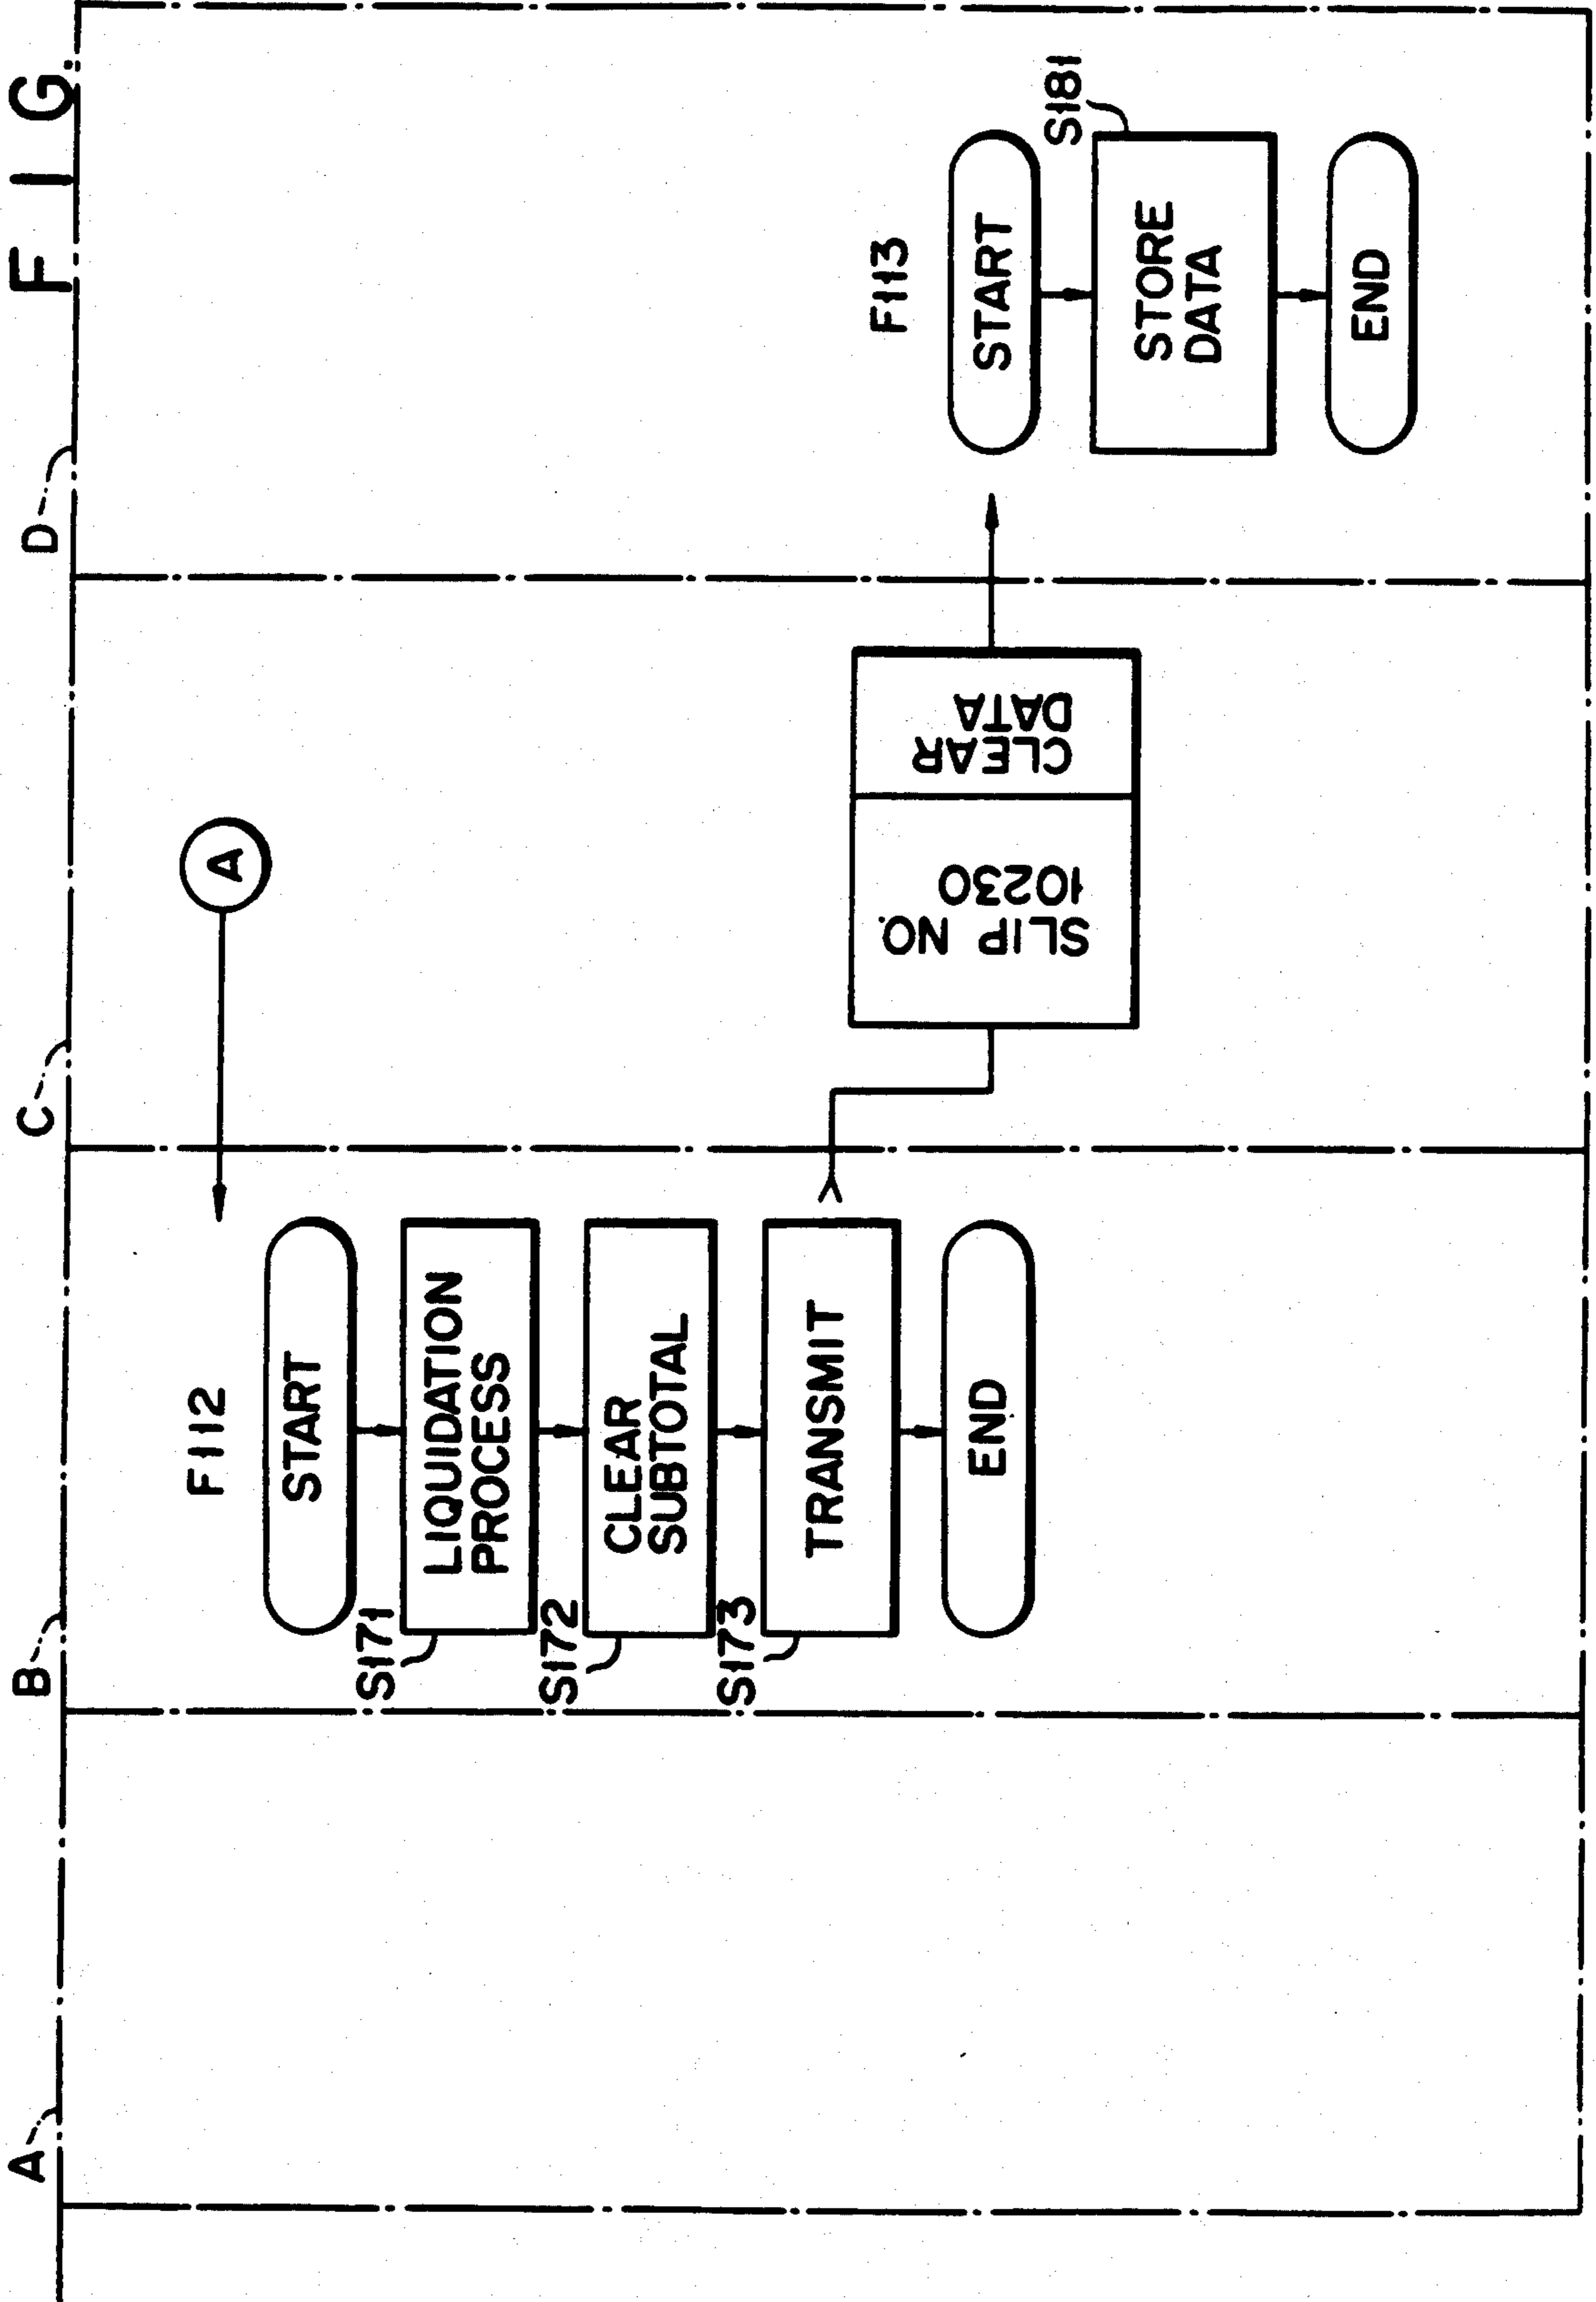 F I G.
A
B
C
D
A
F112
START
S171
LIQUIDATION
PROCESS
S172
CLEAR
SUBTOTAL
S173
TRANSMIT
END
SLIP NO.
10230
CLEAR
DATA
F113
START
S181
STORE
DATA
END